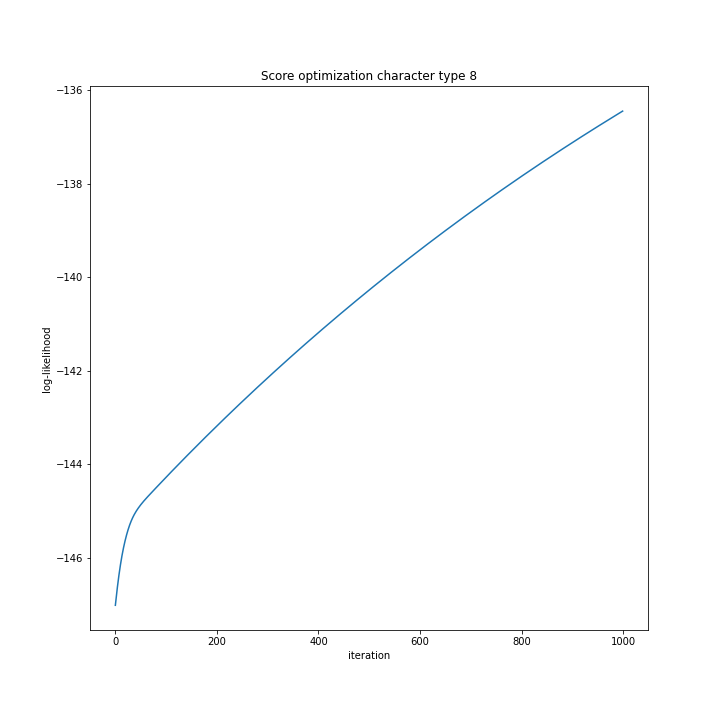 Score optimization character type 8
−136
−138
−140
−142
−144
−146
log-likelihood
0 200 400 600 800 1000
iteration